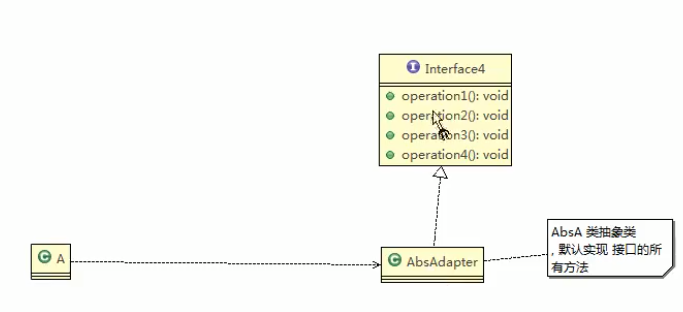 Interface4
operation1(): void
operation2(): void
operation3(): void
operation4(): void
A
AbsAdapter
AbsA 类抽象类
, 默认实现 接口的所
有方法